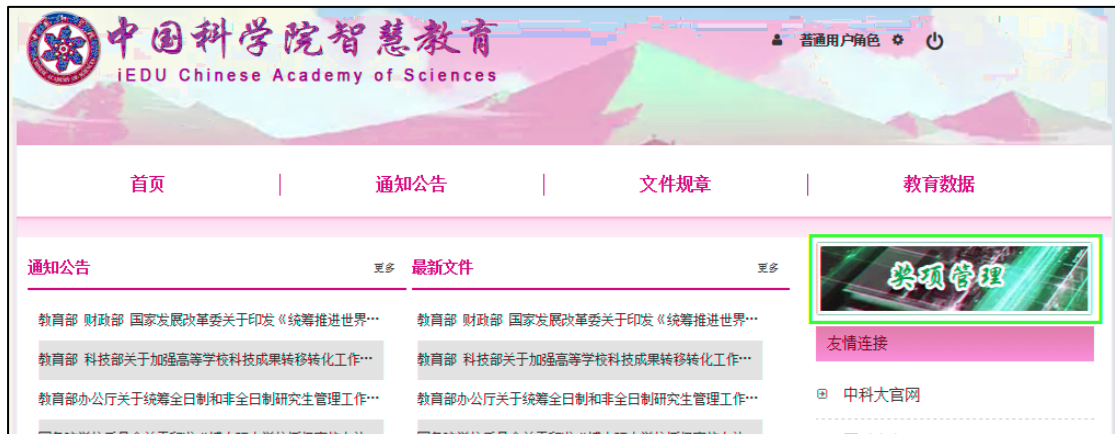 中国科学院智慧教育
iEDU Chinese Academy of Sciences
普通用户角色
首页
通知公告
文件规章
教育数据
通知公告
更多
最新文件
更多
奖项管理
教育部 财政部 国家发展改革委关于印发《统筹推进世界…
教育部 财政部 国家发展改革委关于印发《统筹推进世界…
友情连接
教育部 科技部关于加强高等学校科技成果转移转化工作…
教育部 科技部关于加强高等学校科技成果转移转化工作…
教育部办公厅关于统筹全日制和非全日制研究生管理工作…
教育部办公厅关于统筹全日制和非全日制研究生管理工作…
中科大官网